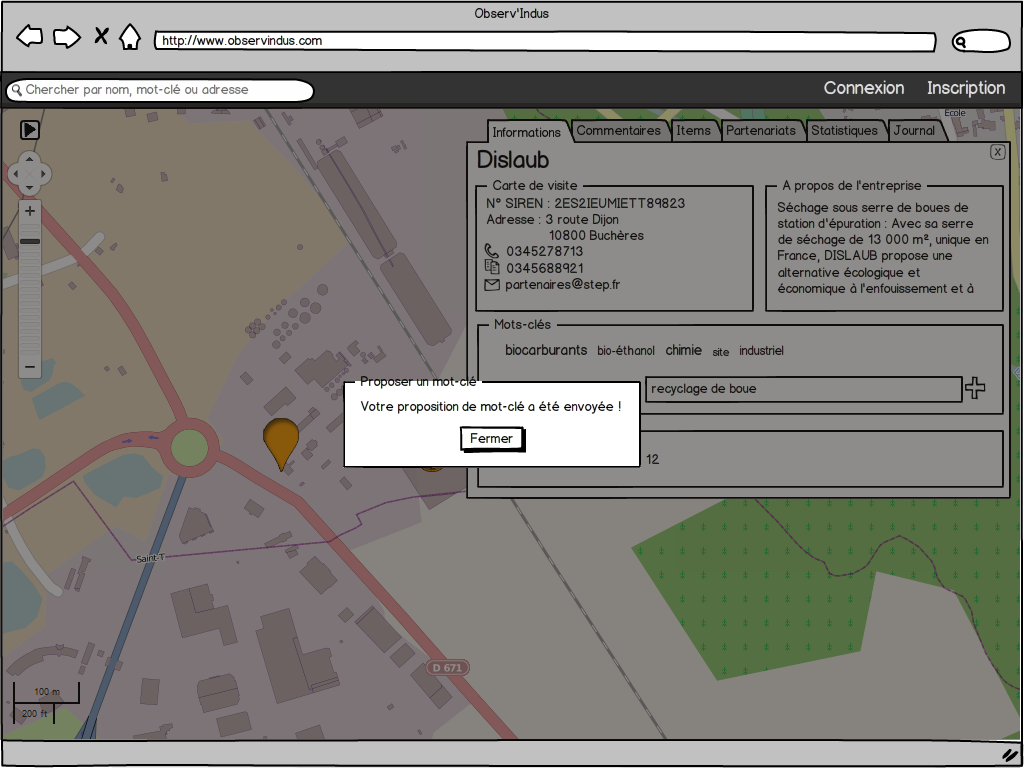 Observ'Indus
http://www.observindus.com
Chercher par nom, mot-clé ou adresse
Connexion
Inscription
Ecole
Informations
Commentaires
Items
Partenariats
Statistiques
Journal
X
Dislaub
Carte de visite
N° SIREN : 2ES2IEUMIETT89823
Adresse : 3 route Dijon
10800 Buchères
0345278713
0345688921
partenaires@step.fr
A propos de l'entreprise
Séchage sous serre de boues de
station d'épuration : Avec sa serre
de séchage de 13 000 m², unique en
France, DISLAUB propose une
alternative écologique et
économique à l'enfouissement et à
Mots-clés
biocarburants bio-éthanol chimie site industriel
recyclage de boue
Proposer un mot-clé
Votre proposition de mot-clé a été envoyée !
Fermer
12
Saint-T
D 671
100 m
200 ft